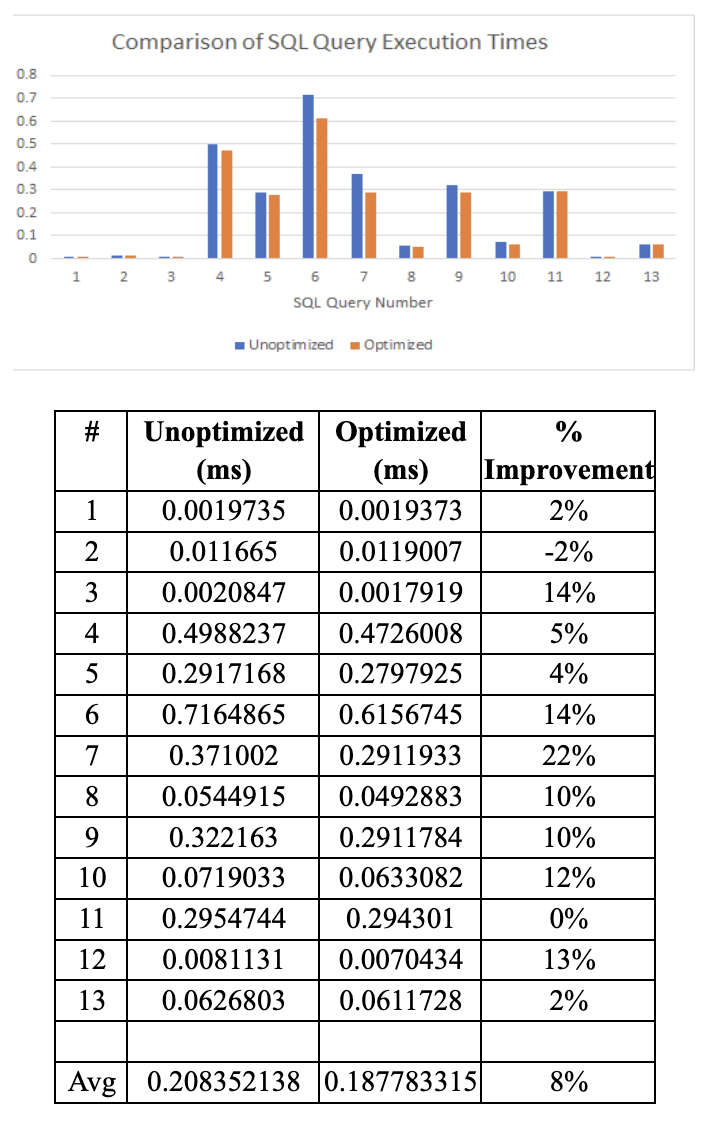 Comparison of SQL Query Execution Times
0.8
0.7
0.6
0.5
0.4
0.3
0.2
0.1
0
1 2 3 4 5 6 7 8 9 10 11 12 13
SQL Query Number
Unoptimized Optimized
# Unoptimized (ms) Optimized (ms) % Improvement
1 0.0019735 0.0019373 2%
2 0.011665 0.0119007 -2%
3 0.0020847 0.0017919 14%
4 0.4988237 0.4726008 5%
5 0.2917168 0.2797925 4%
6 0.7164865 0.6156745 14%
7 0.371002 0.2911933 22%
8 0.0544915 0.0492883 10%
9 0.322163 0.2911784 10%
10 0.0719033 0.0633082 12%
11 0.2954744 0.294301 0%
12 0.0081131 0.0070434 13%
13 0.0626803 0.0611728 2%
Avg 0.208352138 0.187783315 8%